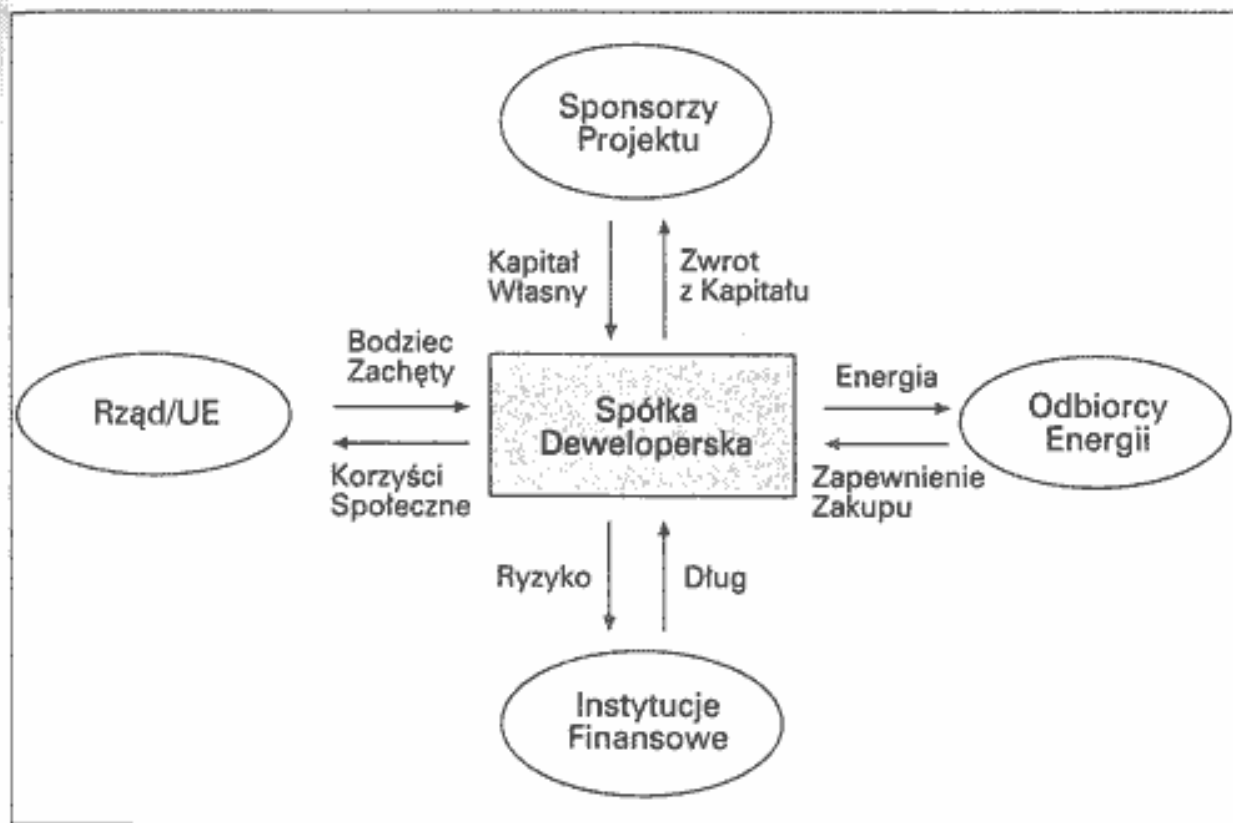 Sponsorzy
Projektu
Kapitał
Własny
Zwrot
z Kapitału
Bodziec
Zachęty
Rząd/UE
Korzyści
Społeczne
Spółka
Deweloperska
Energia
Odbiorcy
Energii
Zapewnienie
Zakupu
Ryzyko
Dług
Instytucje
Finansowe